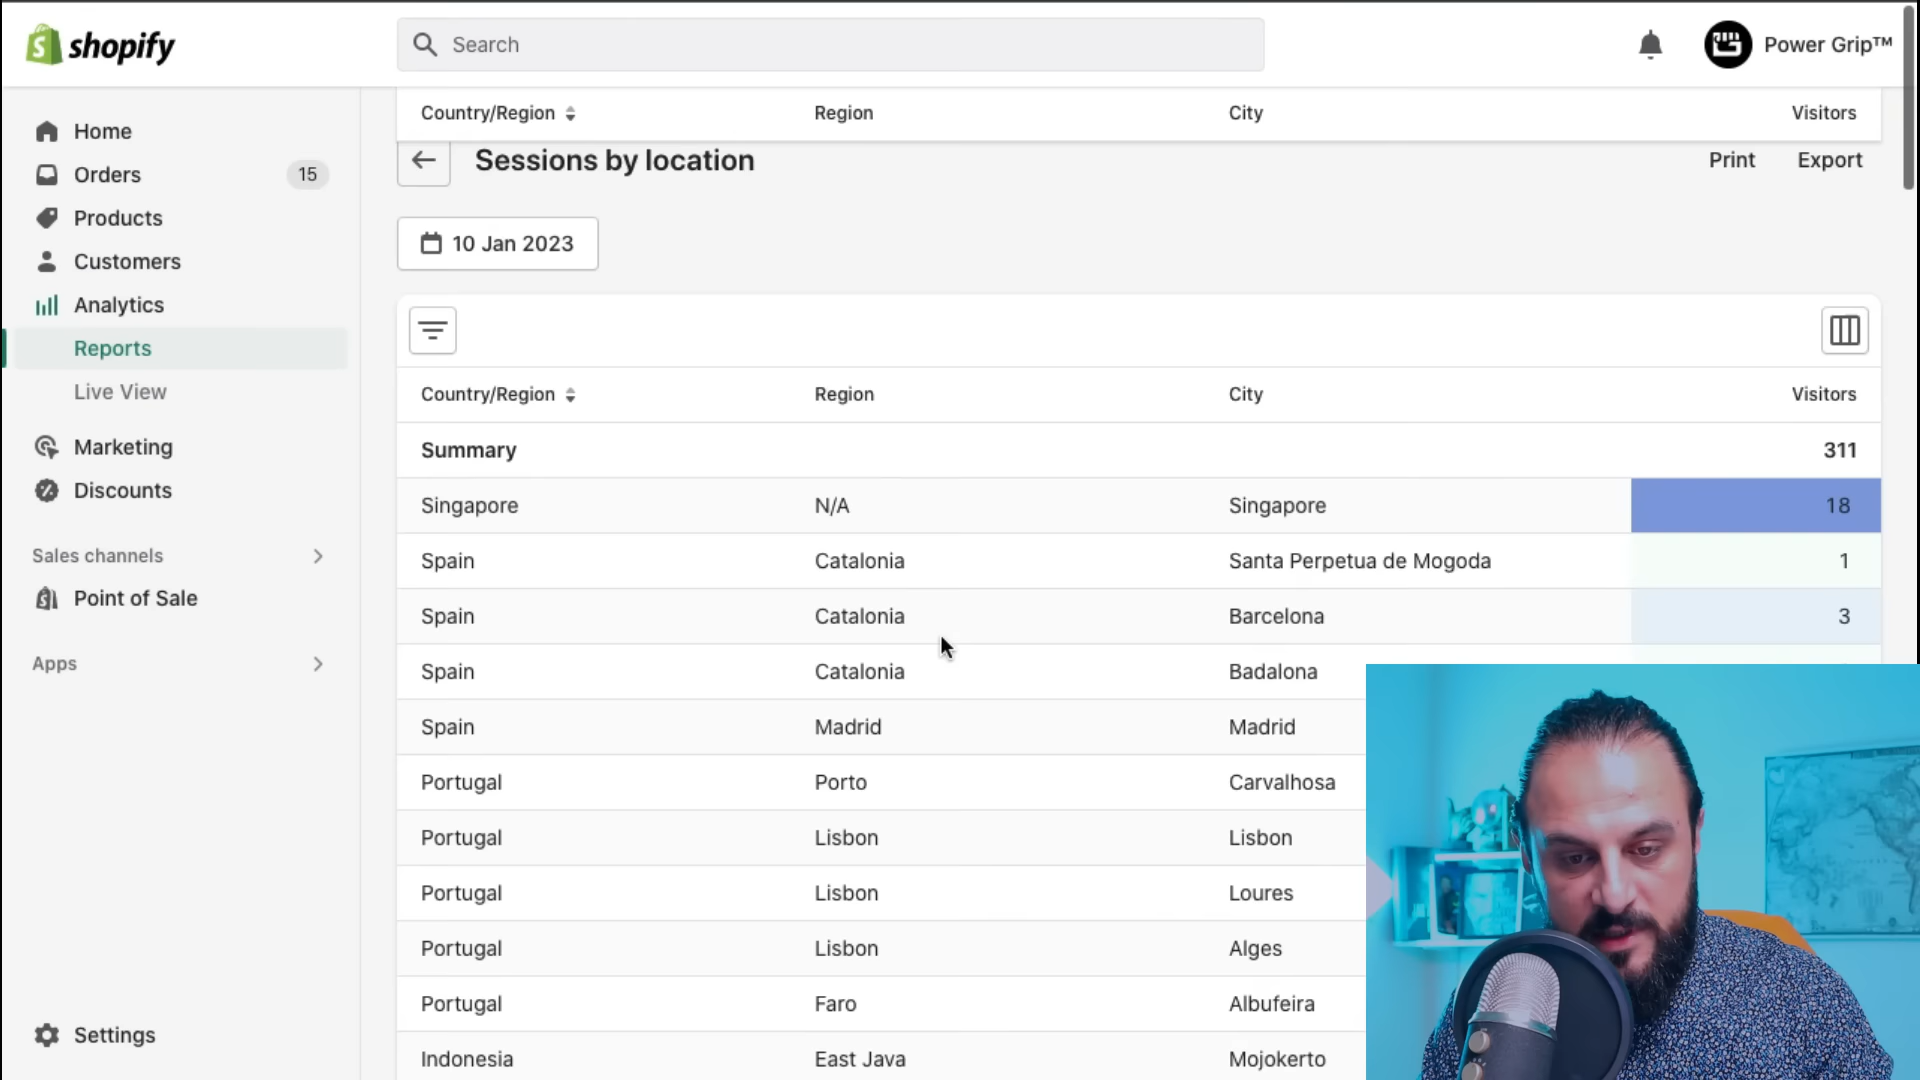 shopify
Search
Power Grip™
Home
Orders 15
Products
Customers
Analytics
Reports
Live View
Marketing
Discounts
Sales channels
Point of Sale
Apps
Settings
Country/Region Region City Visitors
Sessions by location
Print Export
10 Jan 2023
Country/Region Region City Visitors
Summary 311
Singapore N/A Singapore 18
Spain Catalonia Santa Perpetua de Mogoda 1
Spain Catalonia Barcelona 3
Spain Catalonia Badalona
Spain Madrid Madrid
Portugal Porto Carvalhosa
Portugal Lisbon Lisbon
Portugal Lisbon Loures
Portugal Lisbon Alges
Portugal Faro Albufeira
Indonesia East Java Mojokerto